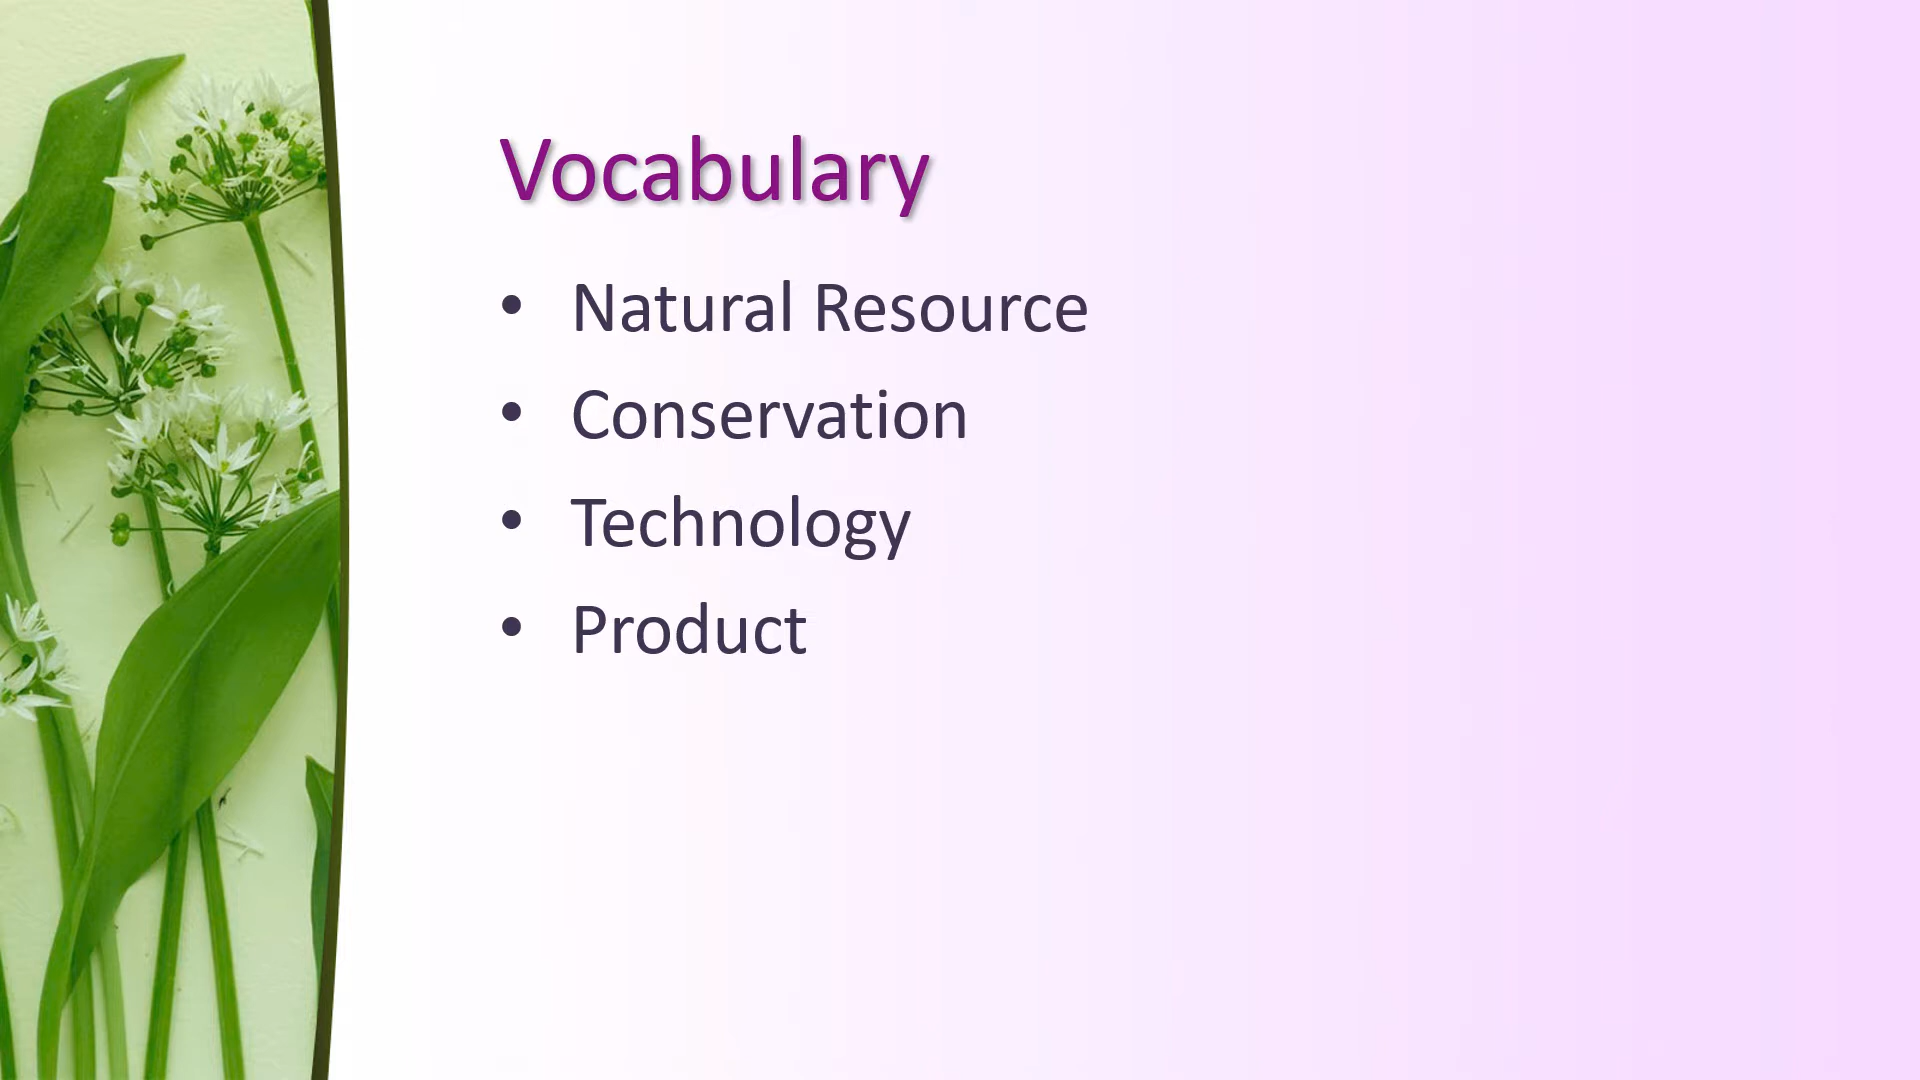 Vocabulary
• Natural Resource
• Conservation
• Technology
• Product